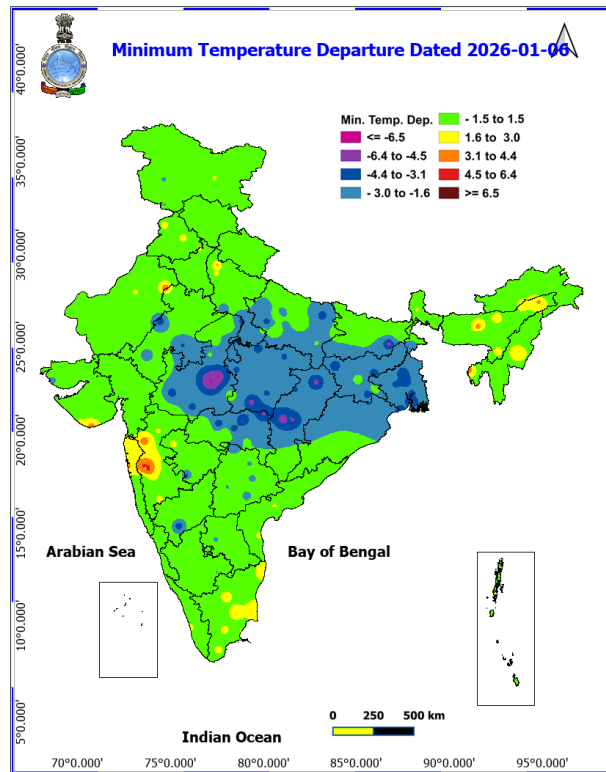 Minimum Temperature Departure Dated 2026-01-06
Min. Temp. Dep.
<= -6.5
-6.4 to -4.5
-4.4 to -3.1
- 3.0 to -1.6
- 1.5 to 1.5
1.6 to 3.0
3.1 to 4.4
4.5 to 6.4
>= 6.5
40°0.000'
35°0.000'
30°0.000'
25°0.000'
20°0.000'
15°0.000'
10°0.000'
5°0.000'
Arabian Sea
Bay of Bengal
Indian Ocean
0 250 500 km
70°0.000' 75°0.000' 80°0.000' 85°0.000' 90°0.000' 95°0.000'